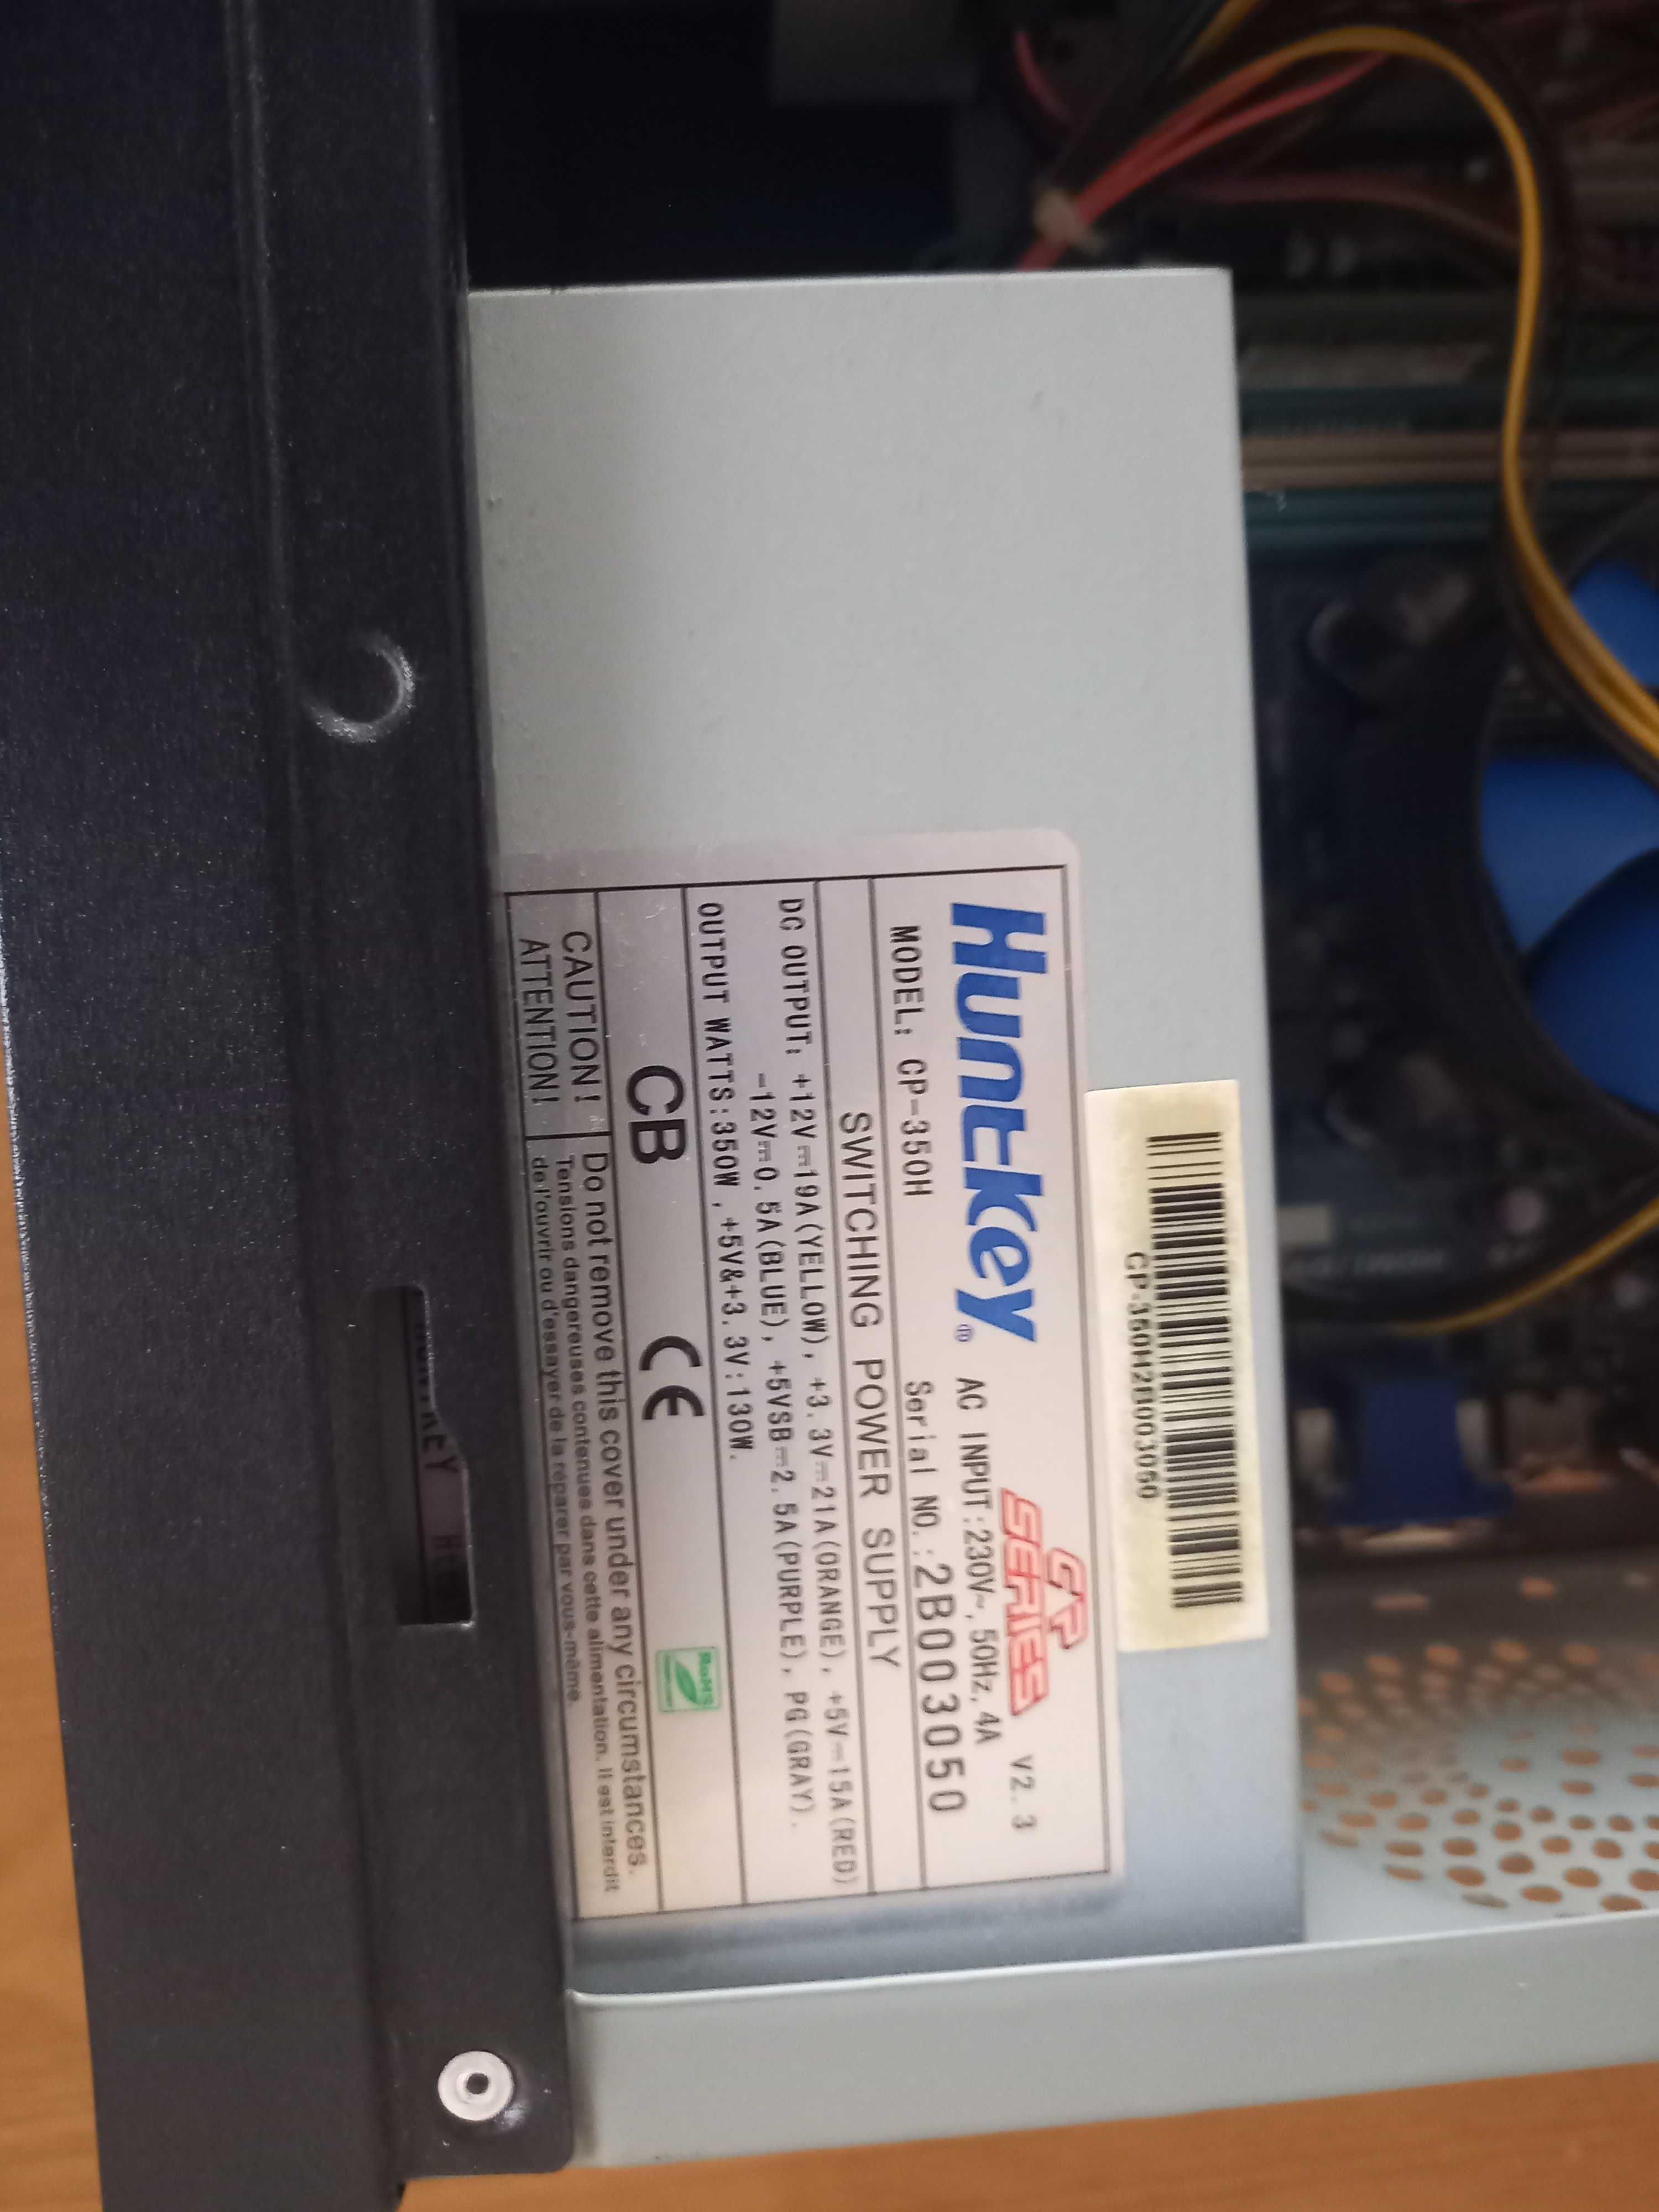 CP-350H2B003050
Huntkey® CP SERIES V2.3
AC INPUT:230V~, 50Hz, 4A
MODEL: CP-350H Serial NO.:2B003050
SWITCHING POWER SUPPLY
DC OUTPUT: +12V⎓19A(YELLOW), +3.3V⎓21A(ORANGE), +5V⎓15A(RED)
-12V⎓0.5A(BLUE), +5VSB⎓2.5A(PURPLE), PG(GRAY).
OUTPUT WATTS:350W ,+5V&+3.3V:130W.
CB CE RoHS
CAUTION! Do not remove this cover under any circumstances.
ATTENTION! Tensions dangereuses contenues dans cette alimentation. Il est interdit
de l'ouvrir ou d'essayer de la réparer par vous-même.